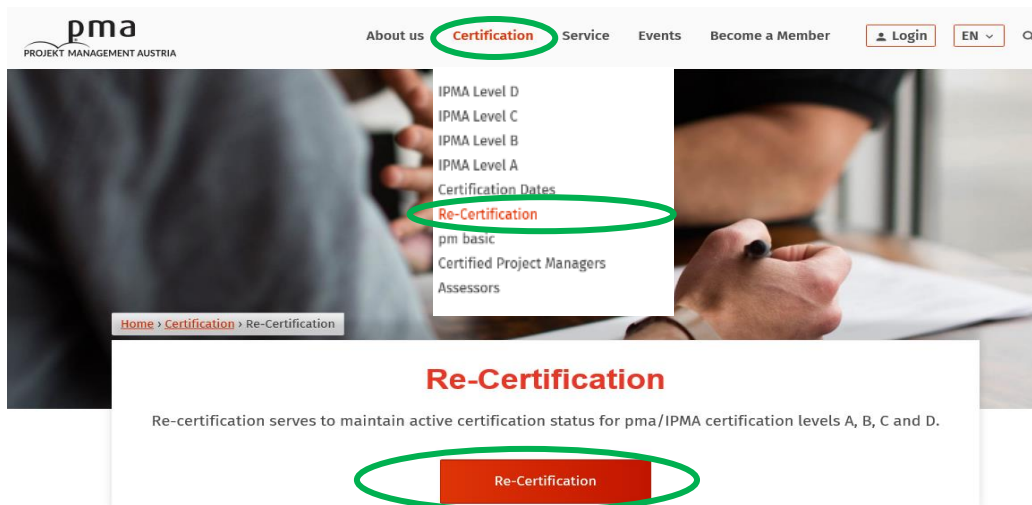 pma
PROJEKT MANAGEMENT AUSTRIA
About us Certification Service Events Become a Member Login EN
IPMA Level D
IPMA Level C
IPMA Level B
IPMA Level A
Certification Dates
Re-Certification
pm basic
Certified Project Managers
Assessors
Home › Certification › Re-Certification
Re-Certification
Re-certification serves to maintain active certification status for pma/IPMA certification levels A, B, C and D.
Re-Certification